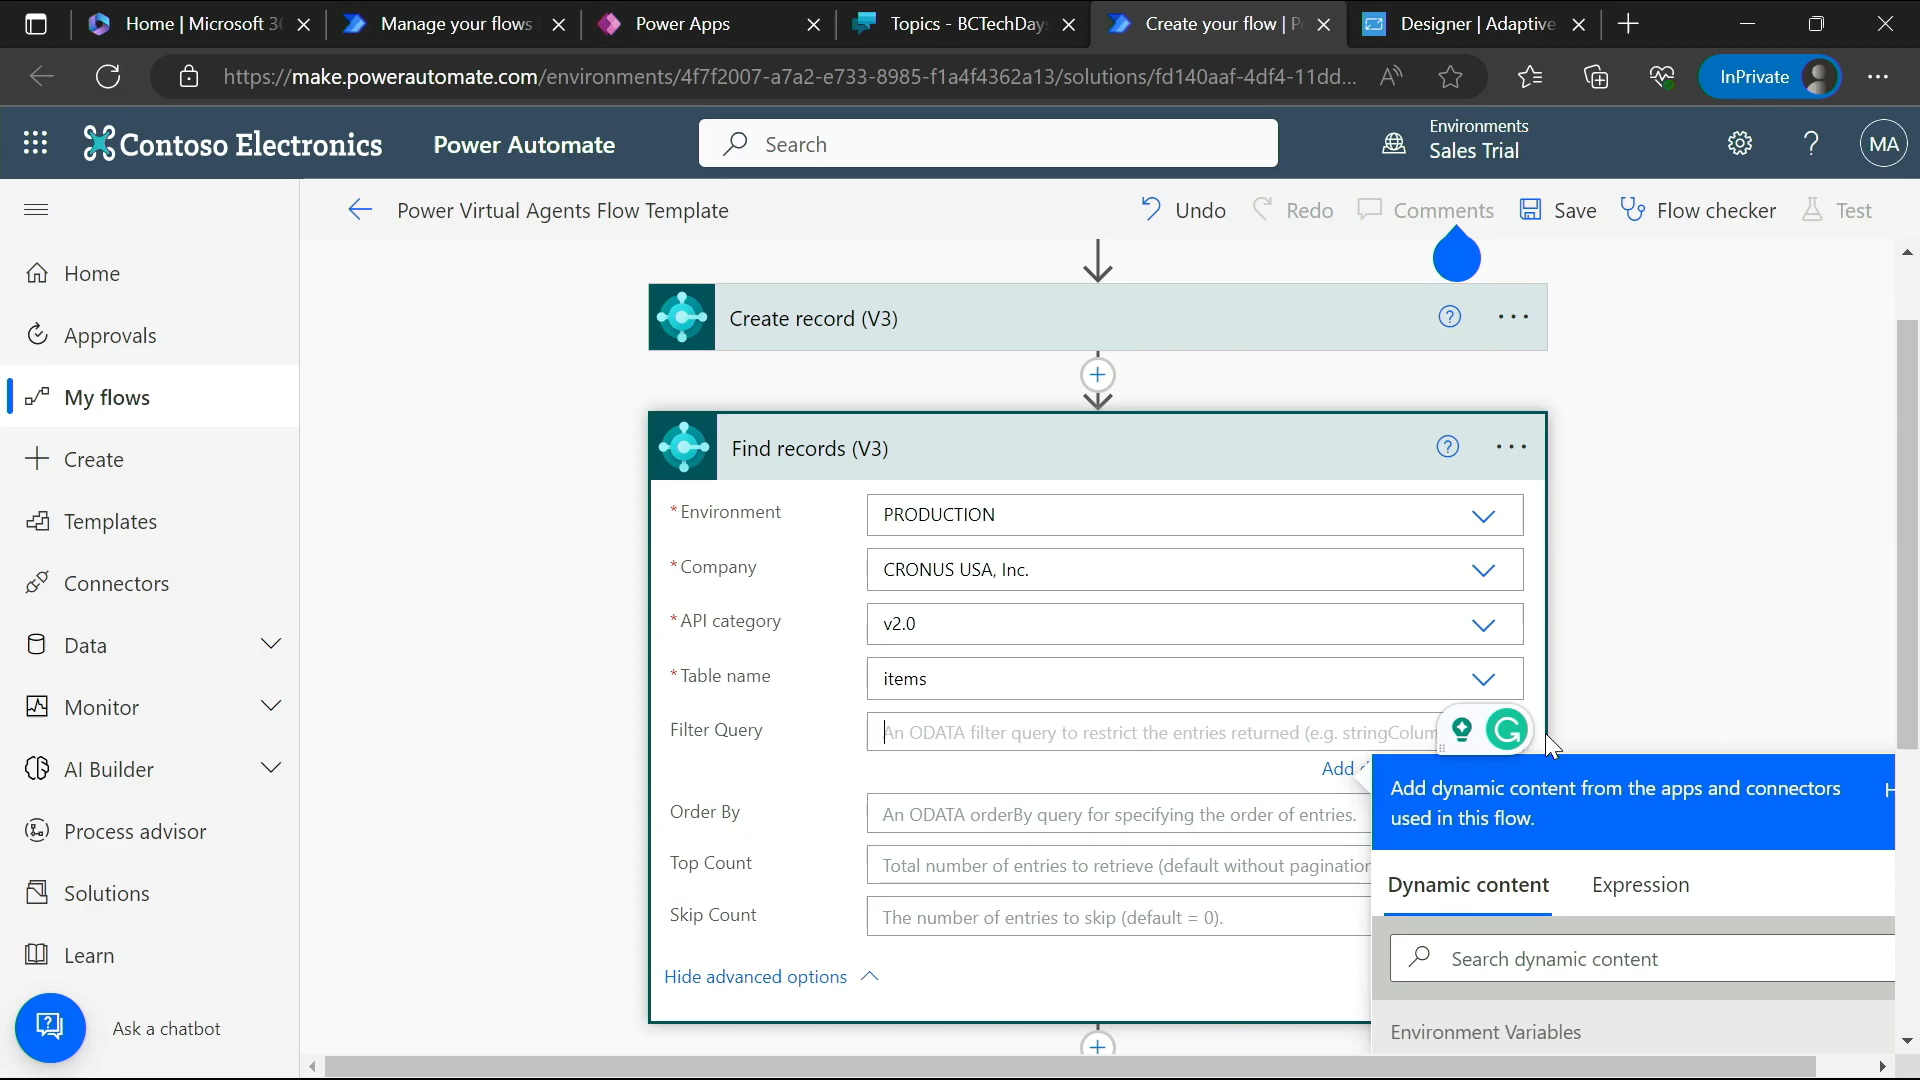 Home | Microsoft 3
Manage your flows
Power Apps
Topics - BCTechDay
Create your flow | P
Designer | Adaptive
https://make.powerautomate.com/environments/4f7f2007-a7a2-e733-8985-f1a4f4362a13/solutions/fd140aaf-4df4-11dd...
InPrivate
Contoso Electronics
Power Automate
Search
Environments
Sales Trial
MA
Power Virtual Agents Flow Template
Undo
Redo
Comments
Save
Flow checker
Test
Home
Approvals
My flows
Create
Templates
Connectors
Data
Monitor
AI Builder
Process advisor
Solutions
Learn
Ask a chatbot
Create record (V3)
Find records (V3)
* Environment
PRODUCTION
* Company
CRONUS USA, Inc.
* API category
v2.0
* Table name
items
Filter Query
An ODATA filter query to restrict the entries returned (e.g. stringColum
Add
Order By
An ODATA orderBy query for specifying the order of entries.
Top Count
Total number of entries to retrieve (default without pagination
Skip Count
The number of entries to skip (default = 0).
Hide advanced options
Add dynamic content from the apps and connectors
used in this flow.
Dynamic content
Expression
Search dynamic content
Environment Variables